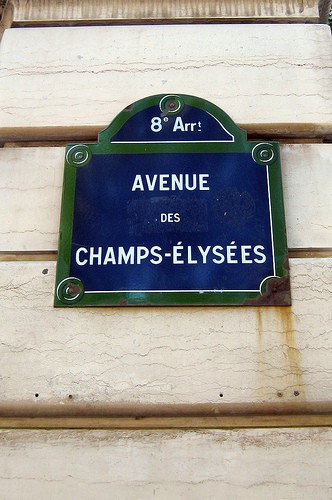 8e Arrt
AVENUE
DES
CHAMPS-ÉLYSÉES